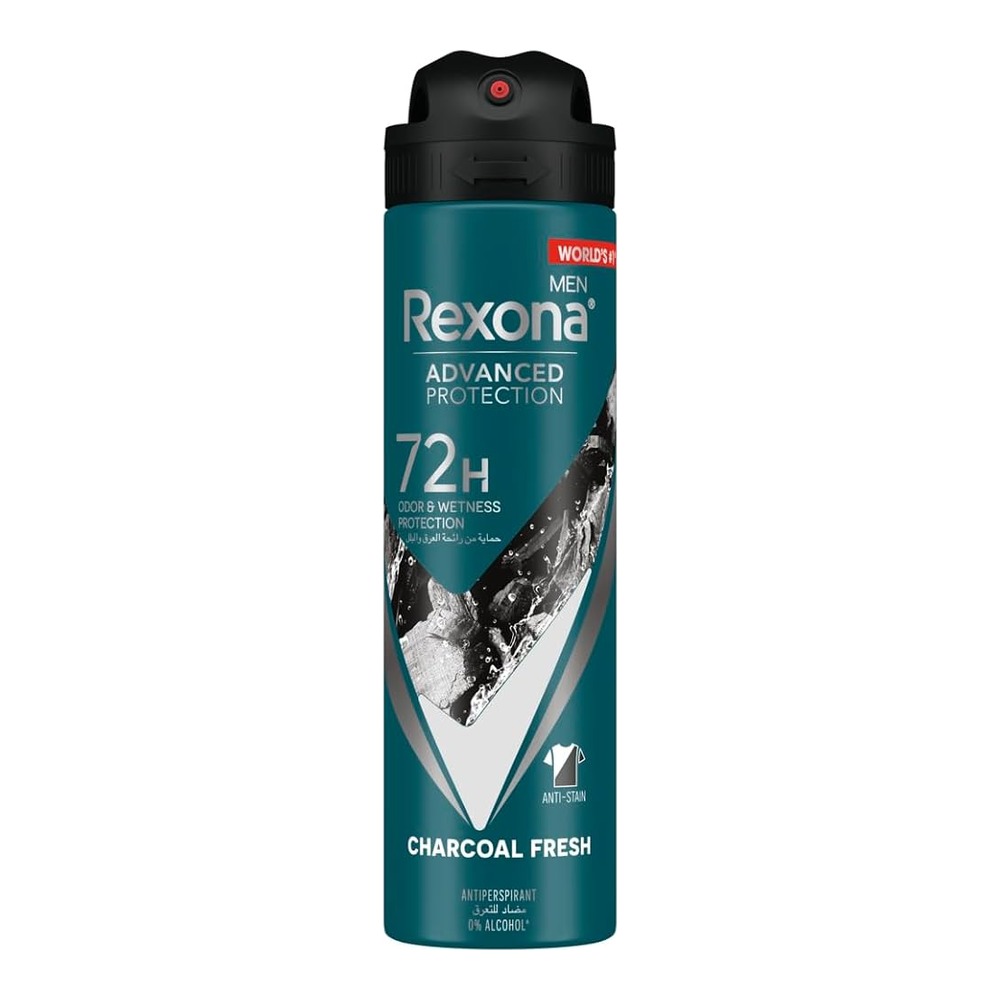 WORLD'S #1
MEN
Rexona®
ADVANCED
PROTECTION
72H
ODOR & WETNESS
PROTECTION
حماية من رائحة العرق والبلل
ANTI-STAIN
CHARCOAL FRESH
ANTIPERSPIRANT
مضاد للتعرق
0% ALCOHOL*